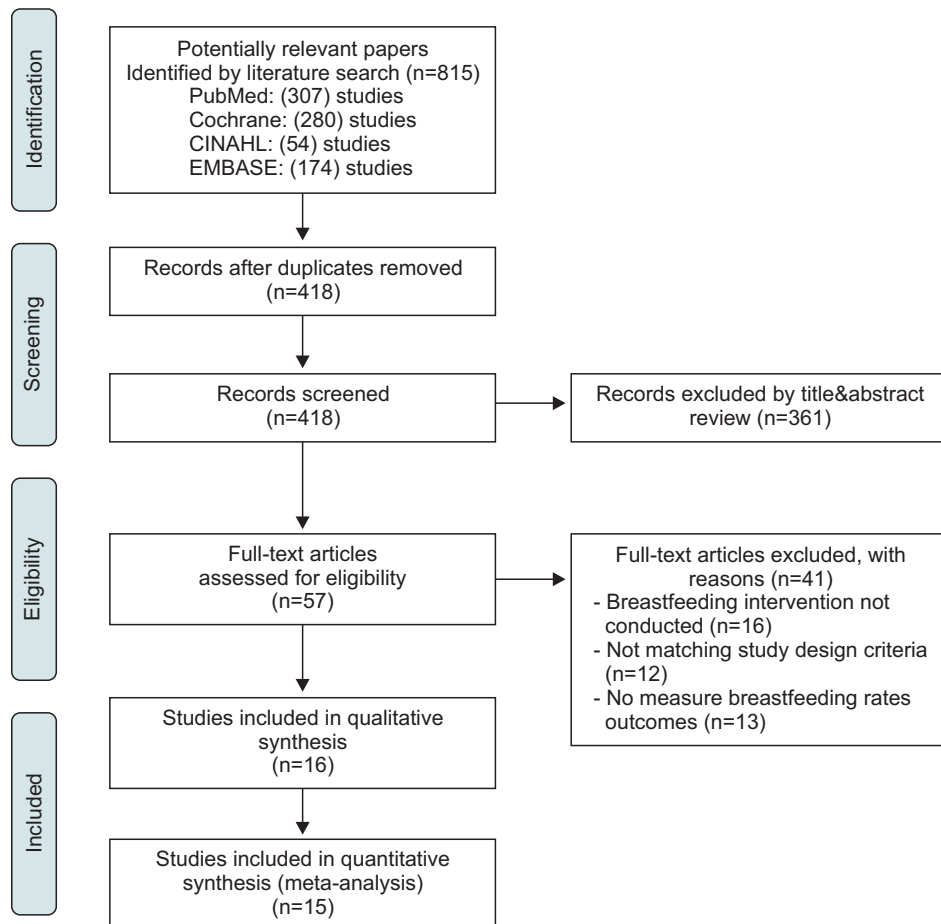 Identification
Potentially relevant papers
Identified by literature search (n=815)
PubMed: (307) studies
Cochrane: (280) studies
CINAHL: (54) studies
EMBASE: (174) studies
Screening
Records after duplicates removed
(n=418)
Records screened
(n=418)
Records excluded by title&abstract
review (n=361)
Eligibility
Full-text articles
assessed for eligibility
(n=57)
Full-text articles excluded, with
reasons (n=41)
- Breastfeeding intervention not
conducted (n=16)
- Not matching study design criteria
(n=12)
- No measure breastfeeding rates
outcomes (n=13)
Included
Studies included in qualitative
synthesis
(n=16)
Studies included in quantitative
synthesis (meta-analysis)
(n=15)